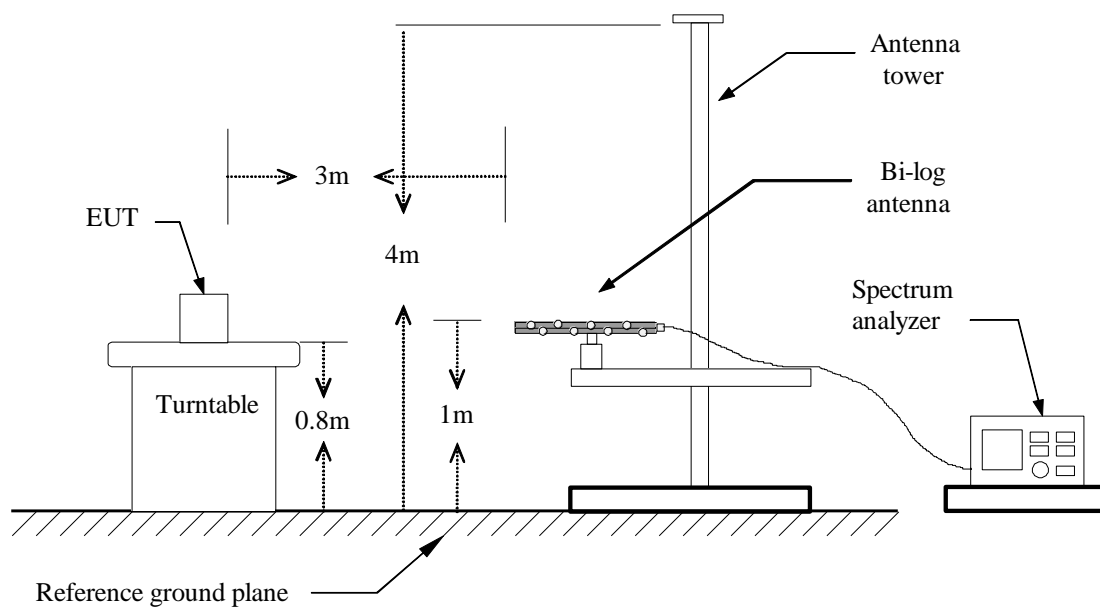 Antenna
tower
3m
Bi-log
antenna
EUT
4m
Spectrum
analyzer
Turntable
0.8m
1m
Reference ground plane